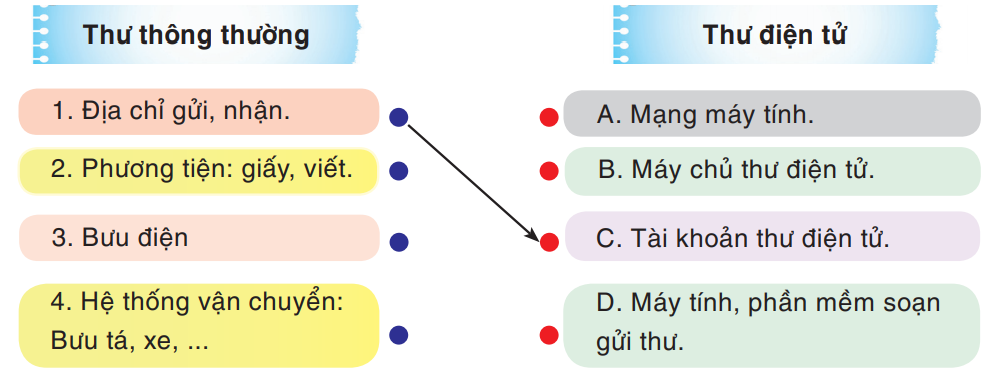 Thư thông thường
Thư điện tử
1. Địa chỉ gửi, nhận.
A. Mạng máy tính.
2. Phương tiện: giấy, viết.
B. Máy chủ thư điện tử.
3. Bưu điện
C. Tài khoản thư điện tử.
4. Hệ thống vận chuyển:
Bưu tá, xe, ...
D. Máy tính, phần mềm soạn
gửi thư.